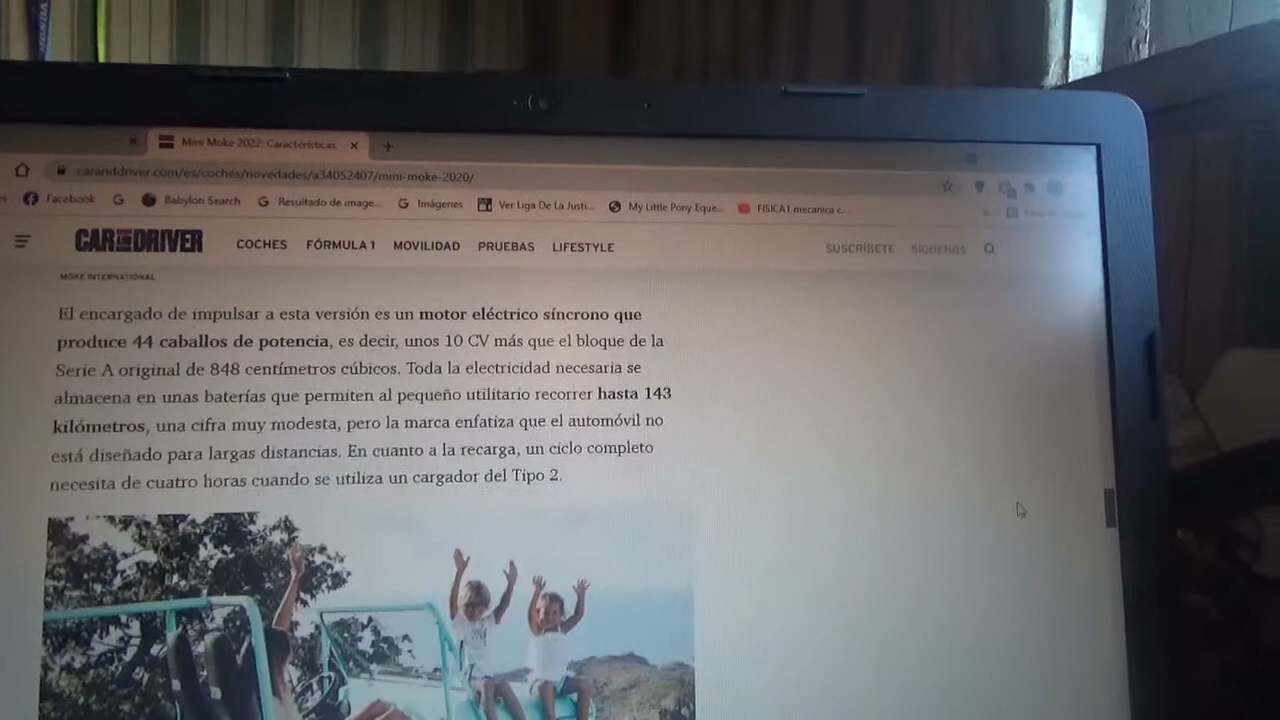 HONDA
Mini Moke 2022: Características,
caranddriver.com/es/coches/novedades/a34052407/mini-moke-2020/
Facebook
Babylon Search
Resultado de image...
Imágenes
Ver Liga De La Justi...
My Little Pony Eque...
FISICA1 mecanica c...
CAR AND DRIVER
COCHES
FÓRMULA 1
MOVILIDAD
PRUEBAS
LIFESTYLE
SUSCRÍBETE
SÍGUENOS
MOKE INTERNATIONAL
El encargado de impulsar a esta versión es un motor eléctrico síncrono que
produce 44 caballos de potencia, es decir, unos 10 CV más que el bloque de la
Serie A original de 848 centímetros cúbicos. Toda la electricidad necesaria se
almacena en unas baterías que permiten al pequeño utilitario recorrer hasta 143
kilómetros, una cifra muy modesta, pero la marca enfatiza que el automóvil no
está diseñado para largas distancias. En cuanto a la recarga, un ciclo completo
necesita de cuatro horas cuando se utiliza un cargador del Tipo 2.